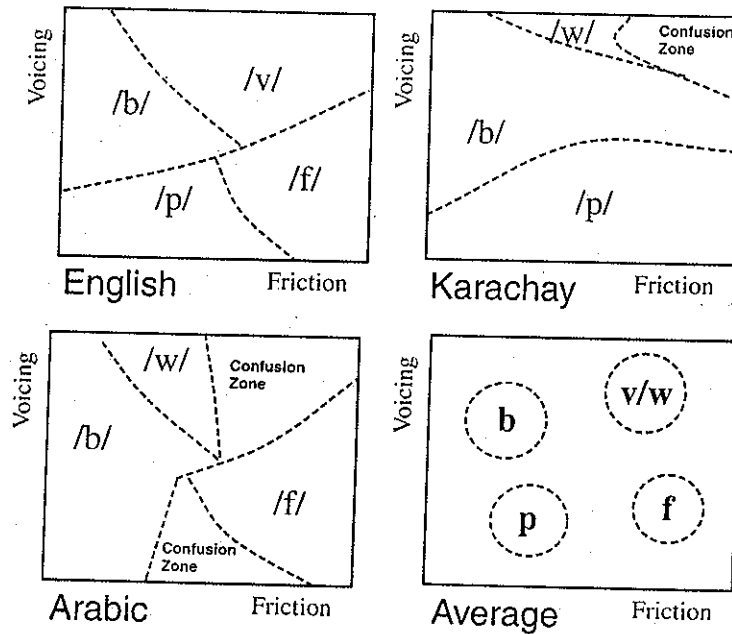 Voicing
/b/
/v/
/p/
/f/
English
Friction
Voicing
/w/
Confusion
Zone
/b/
/p/
Karachay
Friction
Voicing
/w/
Confusion
Zone
/b/
/f/
Confusion
Zone
Arabic
Friction
Voicing
v/w
b
p
f
Average
Friction